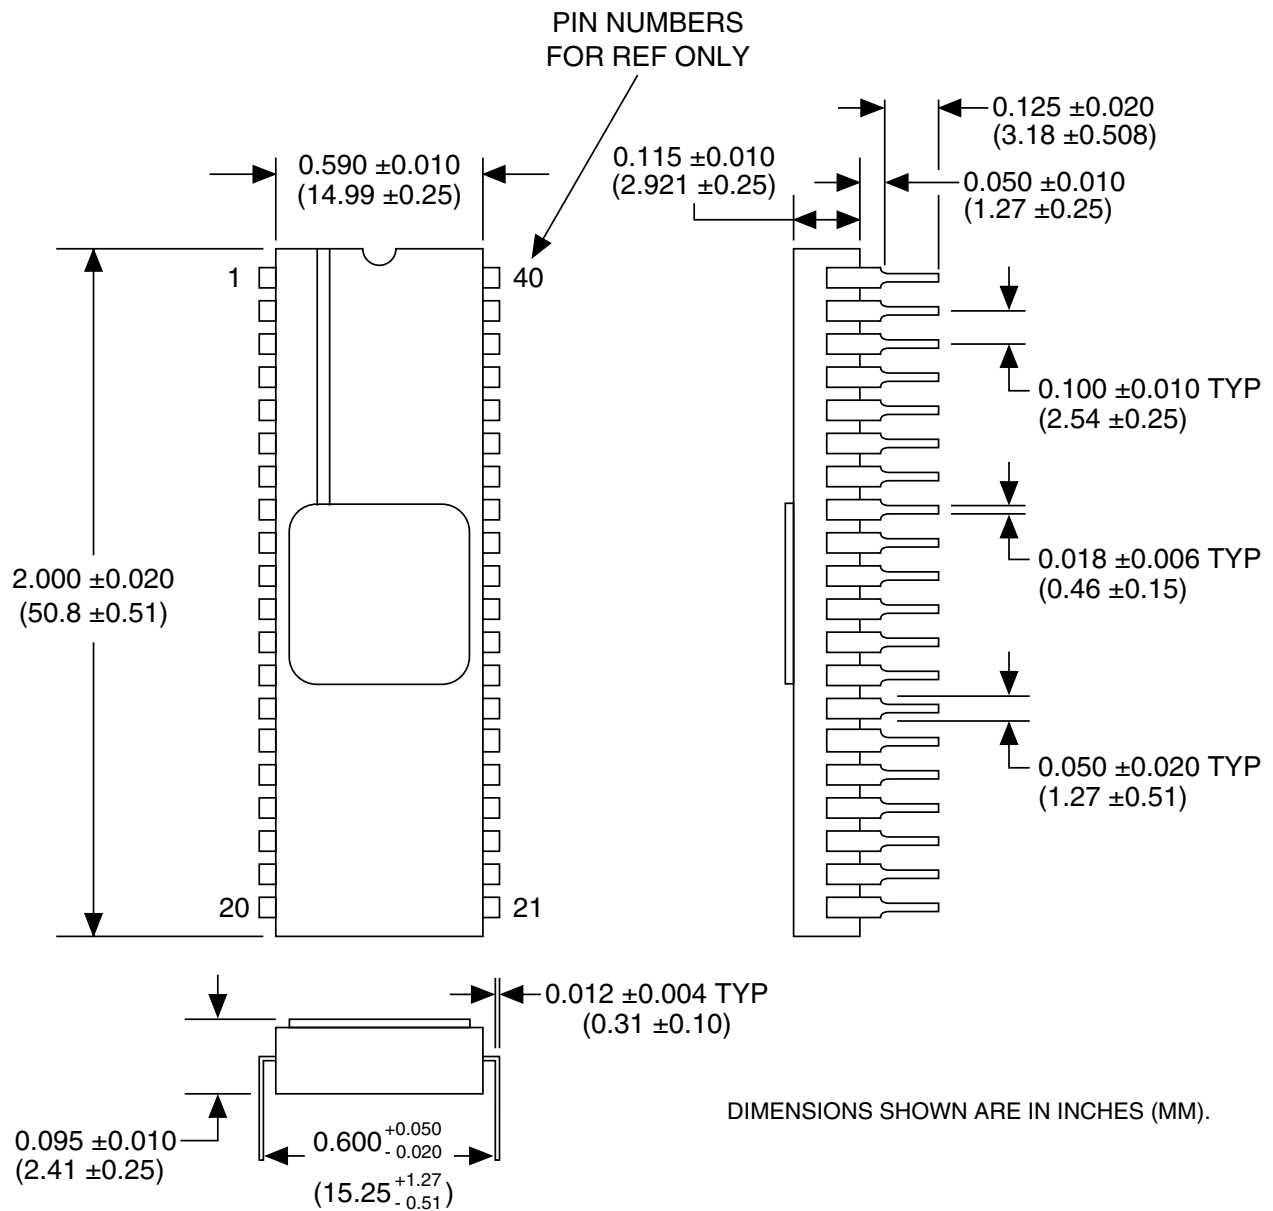 PIN NUMBERS
FOR REF ONLY
0.125 ±0.020
(3.18 ±0.508)
0.590 ±0.010
(14.99 ±0.25)
0.115 ±0.010
(2.921 ±0.25)
0.050 ±0.010
(1.27 ±0.25)
1
40
0.100 ±0.010 TYP
(2.54 ±0.25)
2.000 ±0.020
(50.8 ±0.51)
0.018 ±0.006 TYP
(0.46 ±0.15)
0.050 ±0.020 TYP
(1.27 ±0.51)
20
21
0.012 ±0.004 TYP
(0.31 ±0.10)
DIMENSIONS SHOWN ARE IN INCHES (MM).
0.095 ±0.010
(2.41 ±0.25)
0.600 +0.050 - 0.020
(15.25 +1.27 - 0.51)